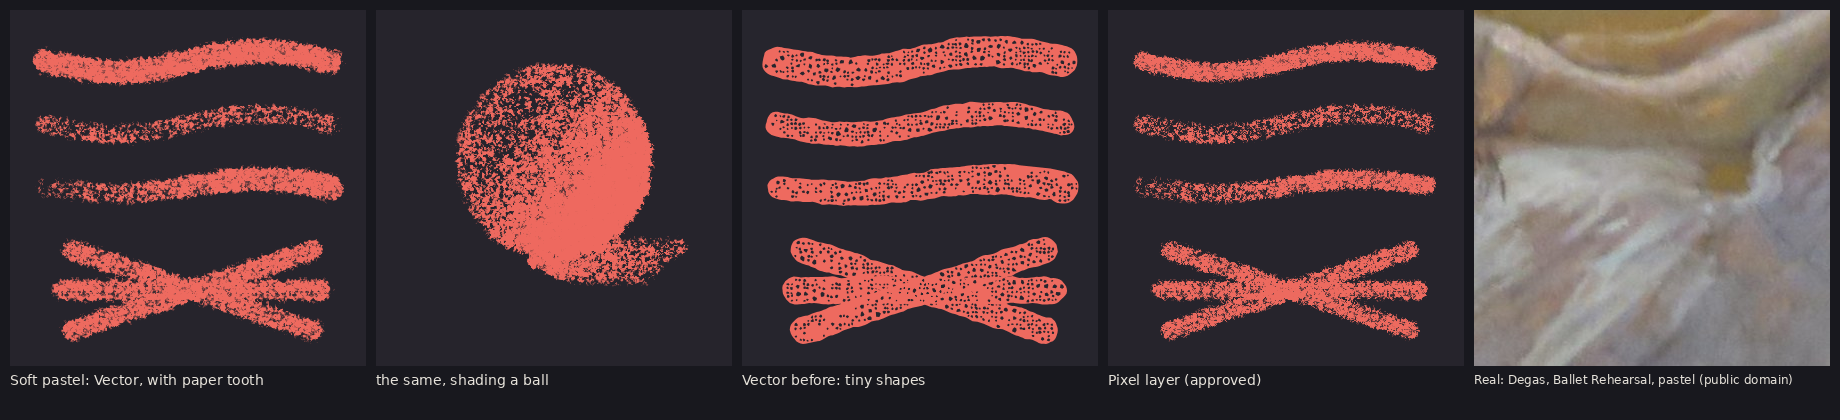 Soft pastel: Vector, with paper tooth
the same, shading a ball
Vector before: tiny shapes
Pixel layer (approved)
Real: Degas, Ballet Rehearsal, pastel (public domain)